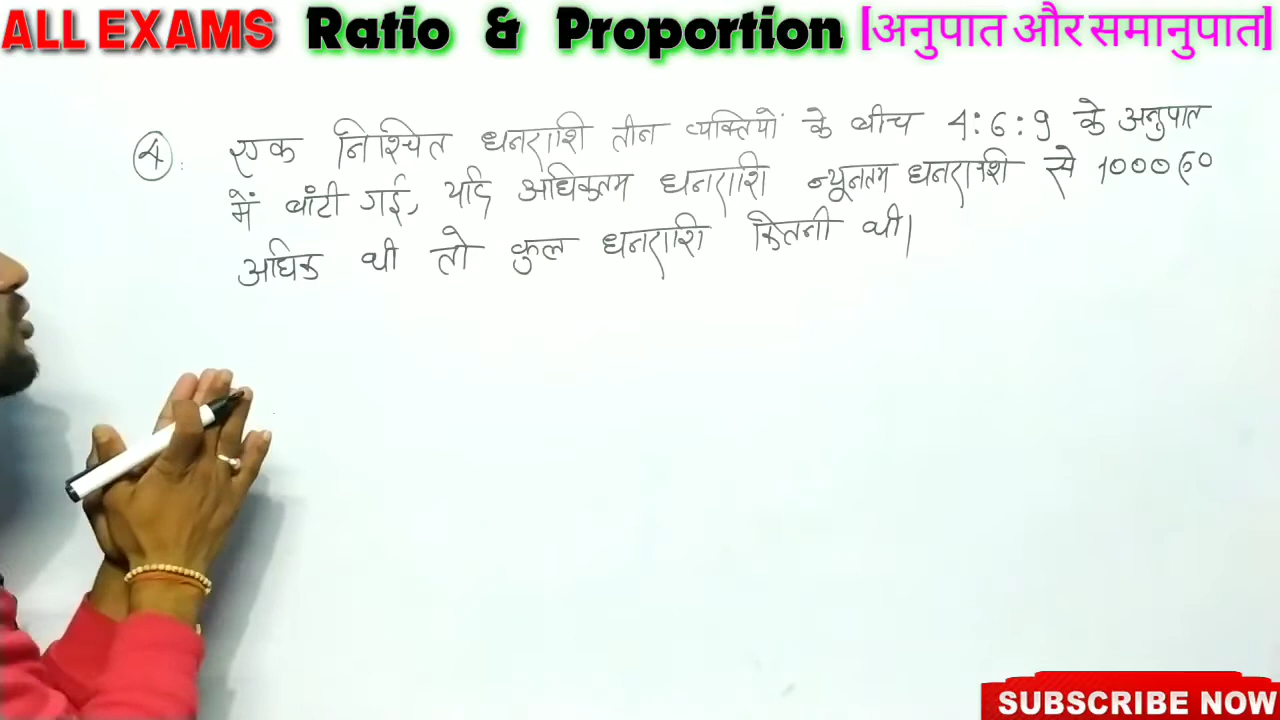 ALL EXAMS Ratio & Proportion [अनुपात और समानुपात]
4. एक निश्चित धनराशि तीन व्यक्तियों के बीच 4:6:9 के अनुपात
में बांटी गई, यदि अधिकतम धनराशि न्यूनतम धनराशि से 1000रु०
अधिक थी तो कुल धनराशि कितनी थी।
SUBSCRIBE NOW